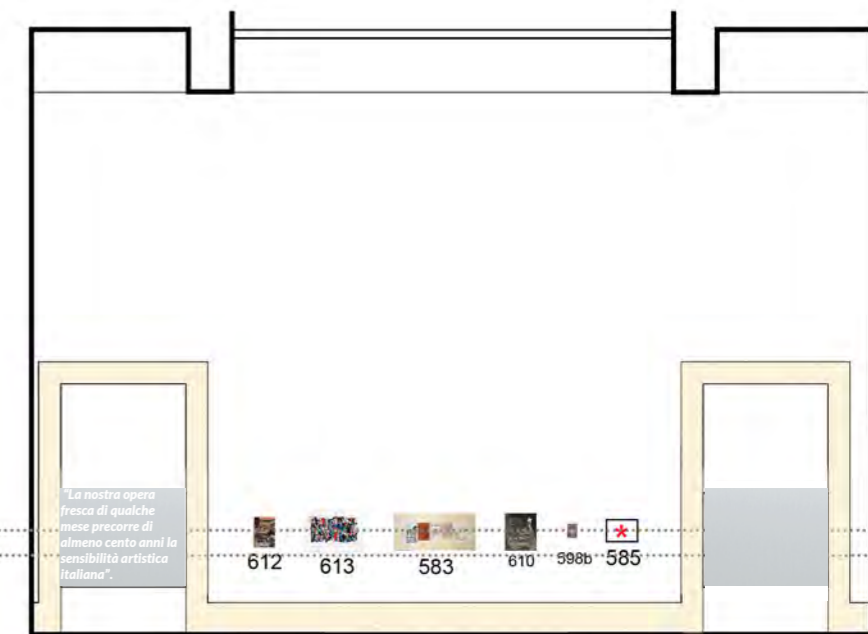 "La nostra opera
fresca di qualche
mese precorre di
almeno cento anni la
sensibilità artistica
italiana".
612 613 583 610 598b 585
*